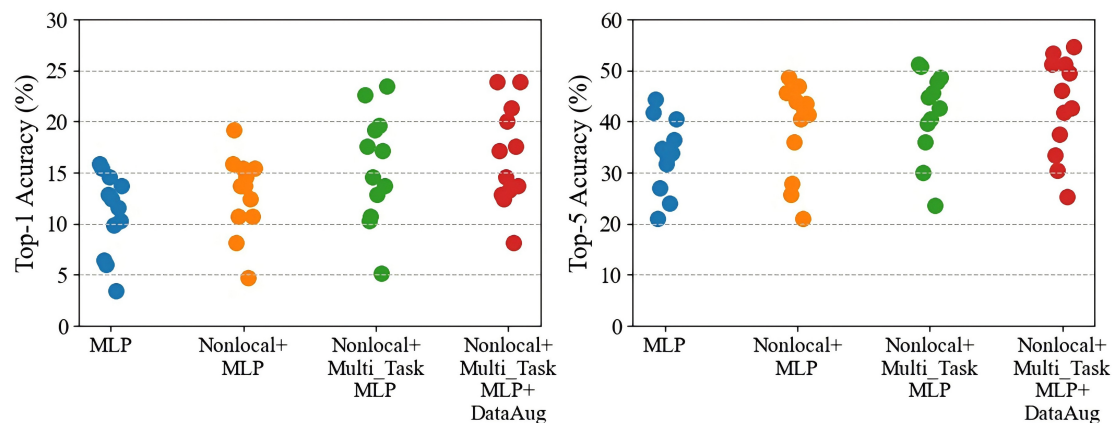 Top-1 Acuracy (%)
30
25
20
15
10
5
0
MLP
Nonlocal+
MLP
Nonlocal+
Multi_Task
MLP
Nonlocal+
Multi_Task
MLP+
DataAug
Top-5 Acuracy (%)
60
50
40
30
20
10
0
MLP
Nonlocal+
MLP
Nonlocal+
Multi_Task
MLP
Nonlocal+
Multi_Task
MLP+
DataAug